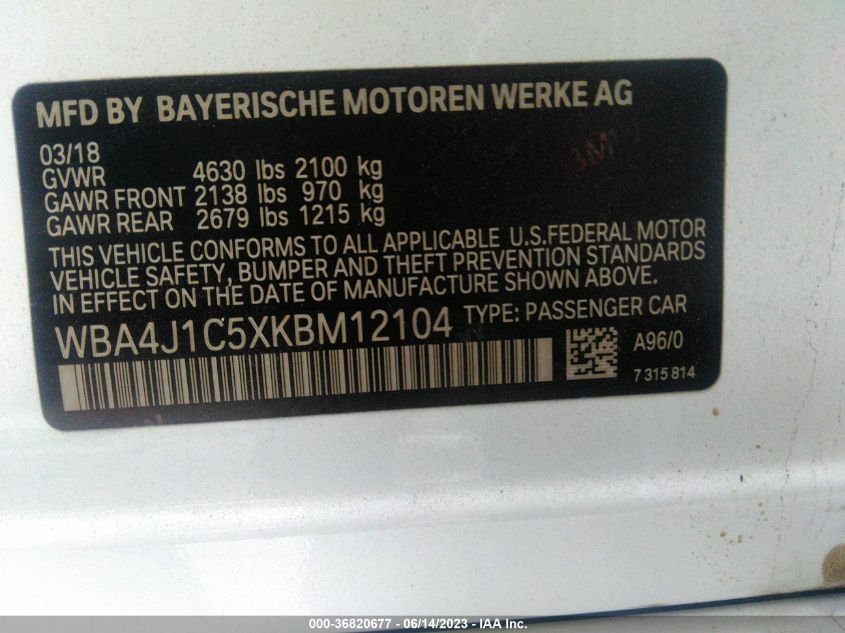 MFD BY BAYERISCHE MOTOREN WERKE AG
03/18
GVWR 4630 lbs 2100 kg
GAWR FRONT 2138 lbs 970 kg
GAWR REAR 2679 lbs 1215 kg
THIS VEHICLE CONFORMS TO ALL APPLICABLE U.S.FEDERAL MOTOR
VEHICLE SAFETY, BUMPER AND THEFT PREVENTION STANDARDS
IN EFFECT ON THE DATE OF MANUFACTURE SHOWN ABOVE.
WBA4J1C5XKBM12104 TYPE: PASSENGER CAR
A96/0
7 315 814
000-36820677 - 06/14/2023 - IAA Inc.